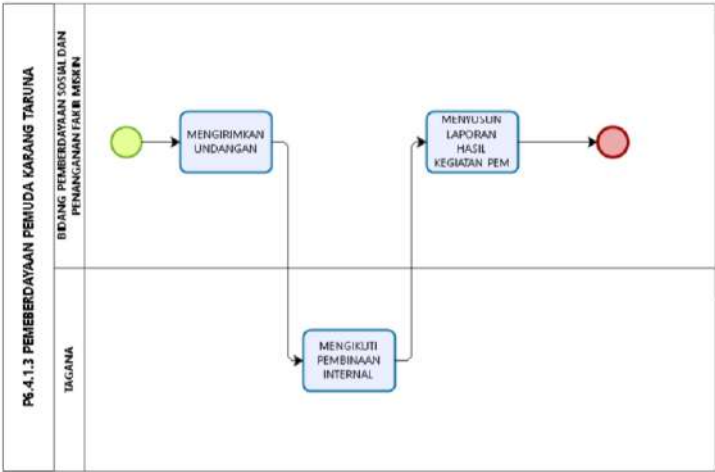 P6.4.1.3 PEMEBERDAYAAN PEMUDA KARANG TARUNA
BIDANG PEMBERDAYAAN SOSIAL DAN
PENANGANAN FAKIR MISKIN
MENGIRIMKAN
UNDANGAN
MENYUSUN
LAPORAN
HASIL
KEGIATAN PEM
TAGANA
MENGIKUTI
PEMBINAAN
INTERNAL